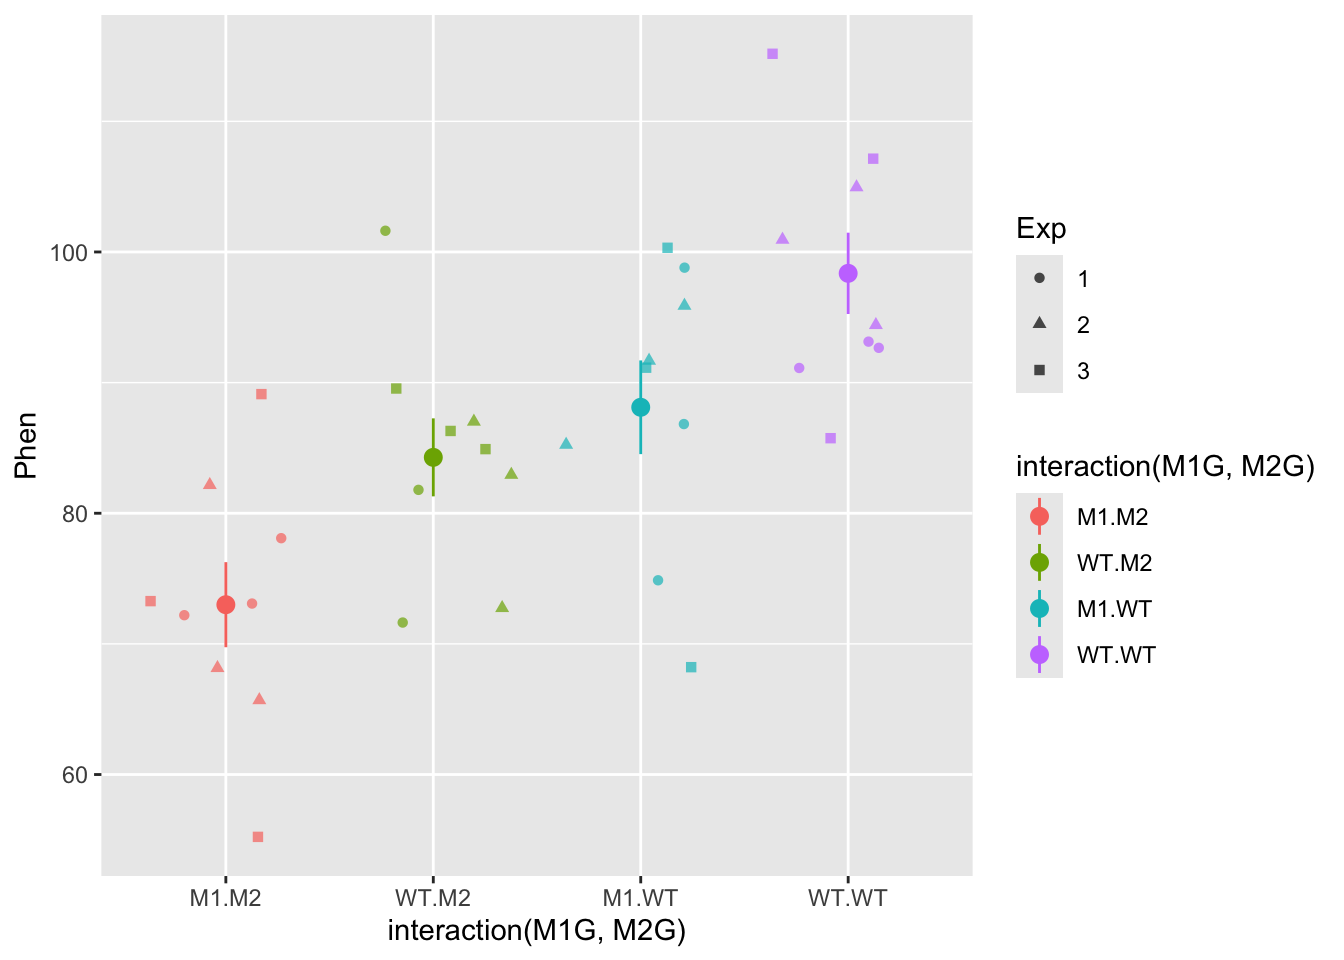 Phen
100
80
60
M1.M2
WT.M2
M1.WT
WT.WT
interaction(M1G, M2G)
Exp
1
2
3
interaction(M1G, M2G)
M1.M2
WT.M2
M1.WT
WT.WT